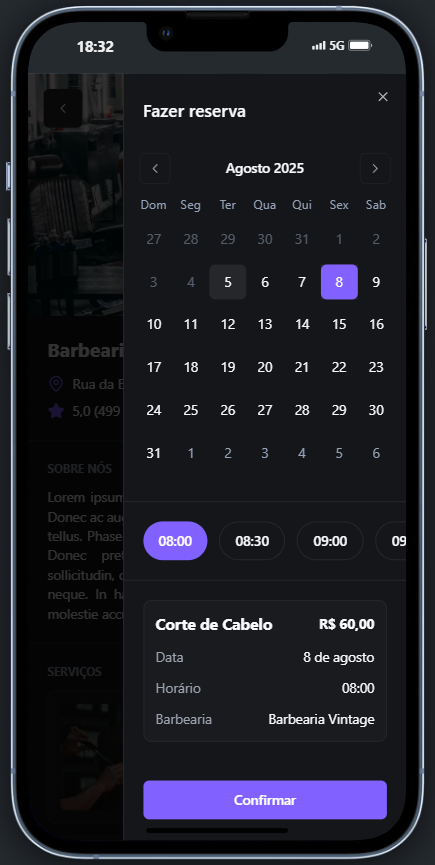 18:32 5G
Fazer reserva
Agosto 2025
Dom Seg Ter Qua Qui Sex Sab
27 28 29 30 31 1 2
3 4 5 6 7 8 9
10 11 12 13 14 15 16
17 18 19 20 21 22 23
24 25 26 27 28 29 30
31 1 2 3 4 5 6
08:00 08:30 09:00 09
Corte de Cabelo R$ 60,00
Data 8 de agosto
Horário 08:00
Barbearia Barbearia Vintage
Confirmar
Barbeari
Rua da B
5,0 (499
SOBRE NÓS
Lorem ipsum
Donec ac au
tellus. Phase
Donec pret
sollicitudin,
neque. In h
molestie acc
SERVIÇOS